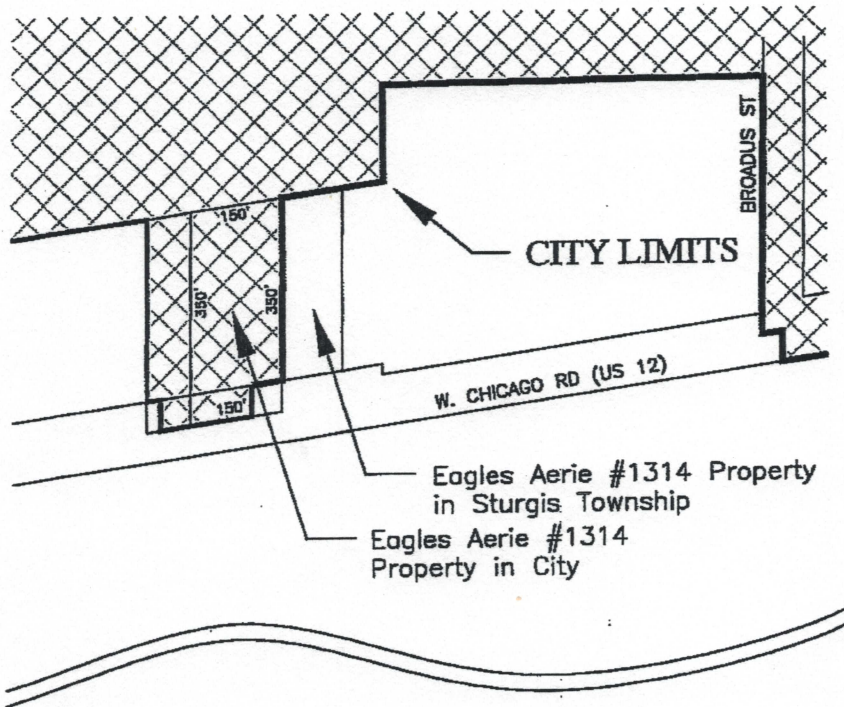 BROADUS ST
150'
350'
350'
CITY LIMITS
W. CHICAGO RD (US 12)
150'
Eagles Aerie #1314 Property
in Sturgis Township
Eagles Aerie #1314
Property in City